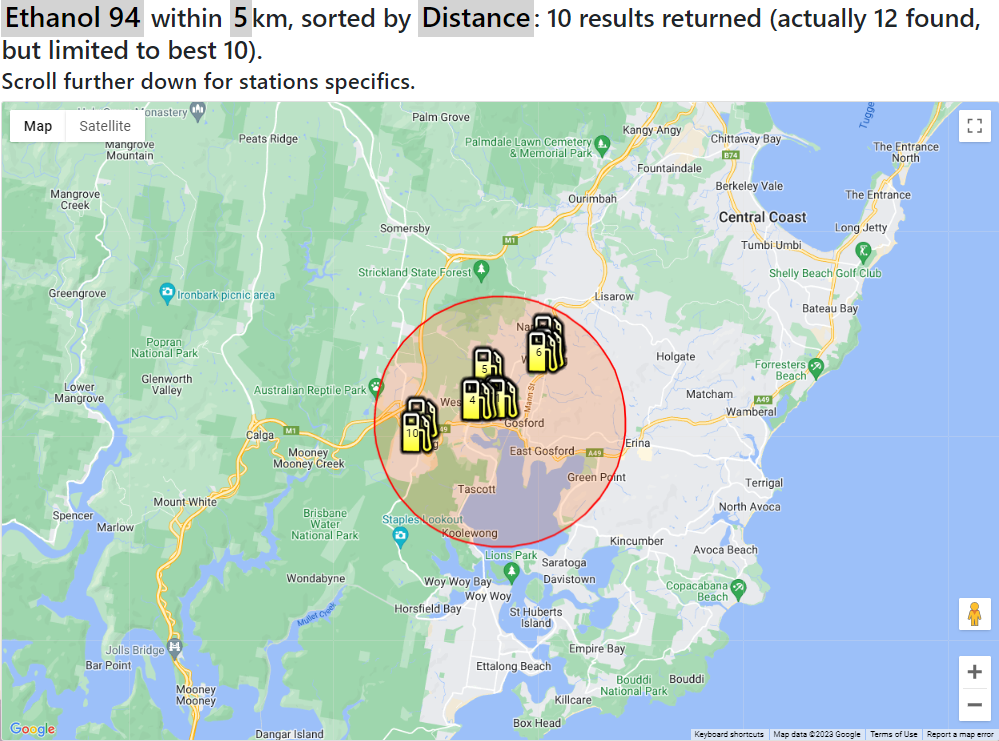 Ethanol 94 within 5km, sorted by Distance: 10 results returned (actually 12 found,
but limited to best 10).
Scroll further down for stations specifics.
Map Satellite
Palm Grove
Kangy Angy
Chittaway Bay
Peats Ridge
Palmdale Lawn Cemetery
& Memorial Park
B74
The Entrance
North
Mangrove
Mountain
Fountaindale
Berkeley Vale
Mangrove
Creek
Ourimbah
The Entrance
Central Coast
Somersby
Long Jetty
M1
Tumbi Umbi
Strickland State Forest
Shelly Beach Golf Club
Greengrove
Ironbark picnic area
Lisarow
Bateau Bay
Popran
National Park
6
Holgate
5
Forresters
Beach
Lower
Mangrove
Glenworth
Valley
Australian Reptile Park
Matcham
4
Mann St
A49
Wamberal
10
Gosford
Calga
M1
Erina
Mooney
Mooney Creek
East Gosford
A49
Green Point
Terrigal
Tascott
Mount White
North Avoca
Spencer
Marlow
Brisbane
Water
National Park
Staples Lookout
Koolewong
Kincumber
Avoca Beach
Lions Park
Saratoga
Davistown
Wondabyne
Woy Woy Bay
Woy Woy
Copacabana
Beach
Horsfield Bay
St Huberts
Island
Mullet Creek
Jolls Bridge
Bar Point
Empire Bay
Ettalong Beach
Bouddi
National Park
Bouddi
Mooney
Mooney
Killcare
Box Head
Google
Dangar Island
Keyboard shortcuts Map data ©2023 Google Terms of Use Report a map error